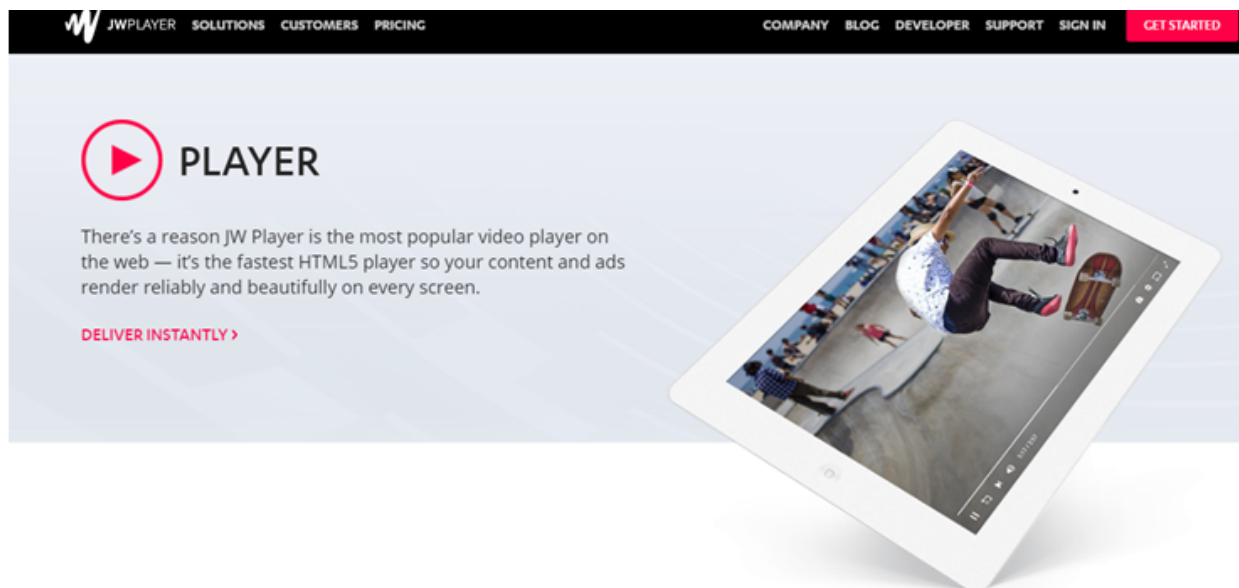 JWPLAYER SOLUTIONS CUSTOMERS PRICING COMPANY BLOG DEVELOPER SUPPORT SIGN IN GET STARTED
PLAYER
There's a reason JW Player is the most popular video player on
the web — it's the fastest HTML5 player so your content and ads
render reliably and beautifully on every screen.
DELIVER INSTANTLY >